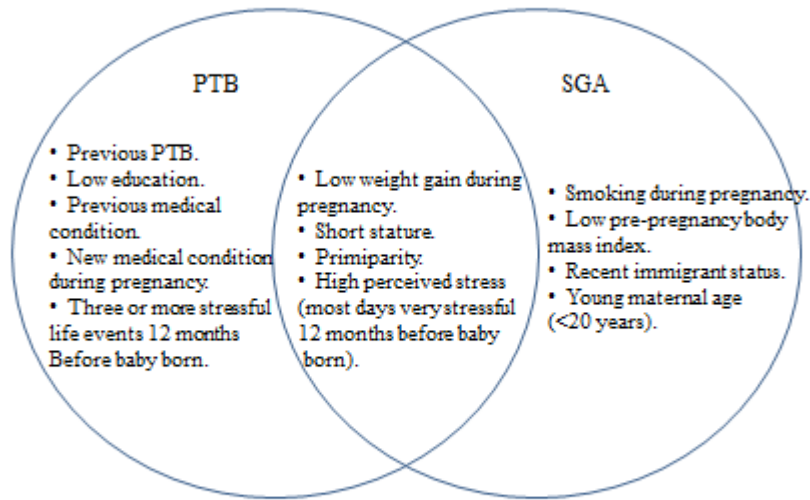 PTB
SGA
• Previous PTB.
• Low education.
• Previous medical
condition.
• New medical condition
during pregnancy.
• Three or more stressful
life events 12 months
Before baby born.
• Low weight gain during
pregnancy.
• Short stature.
• Primiparity.
• High perceived stress
(most days very stressful
12 months before baby
born).
• Smoking during pregnancy.
• Low pre-pregnancy body
mass index.
• Recent immigrant status.
• Young maternal age
(<20 years).